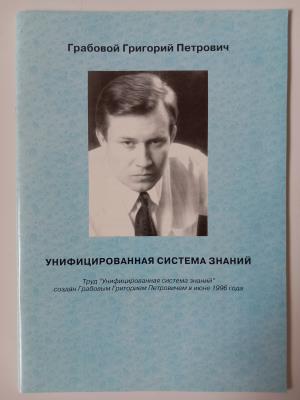 Грабовой Григорий Петрович
УНИФИЦИРОВАННАЯ СИСТЕМА ЗНАНИЙ
Труд "Унифицированная система знаний"
создан Грабовым Григорием Петровичем в июне 1996 года